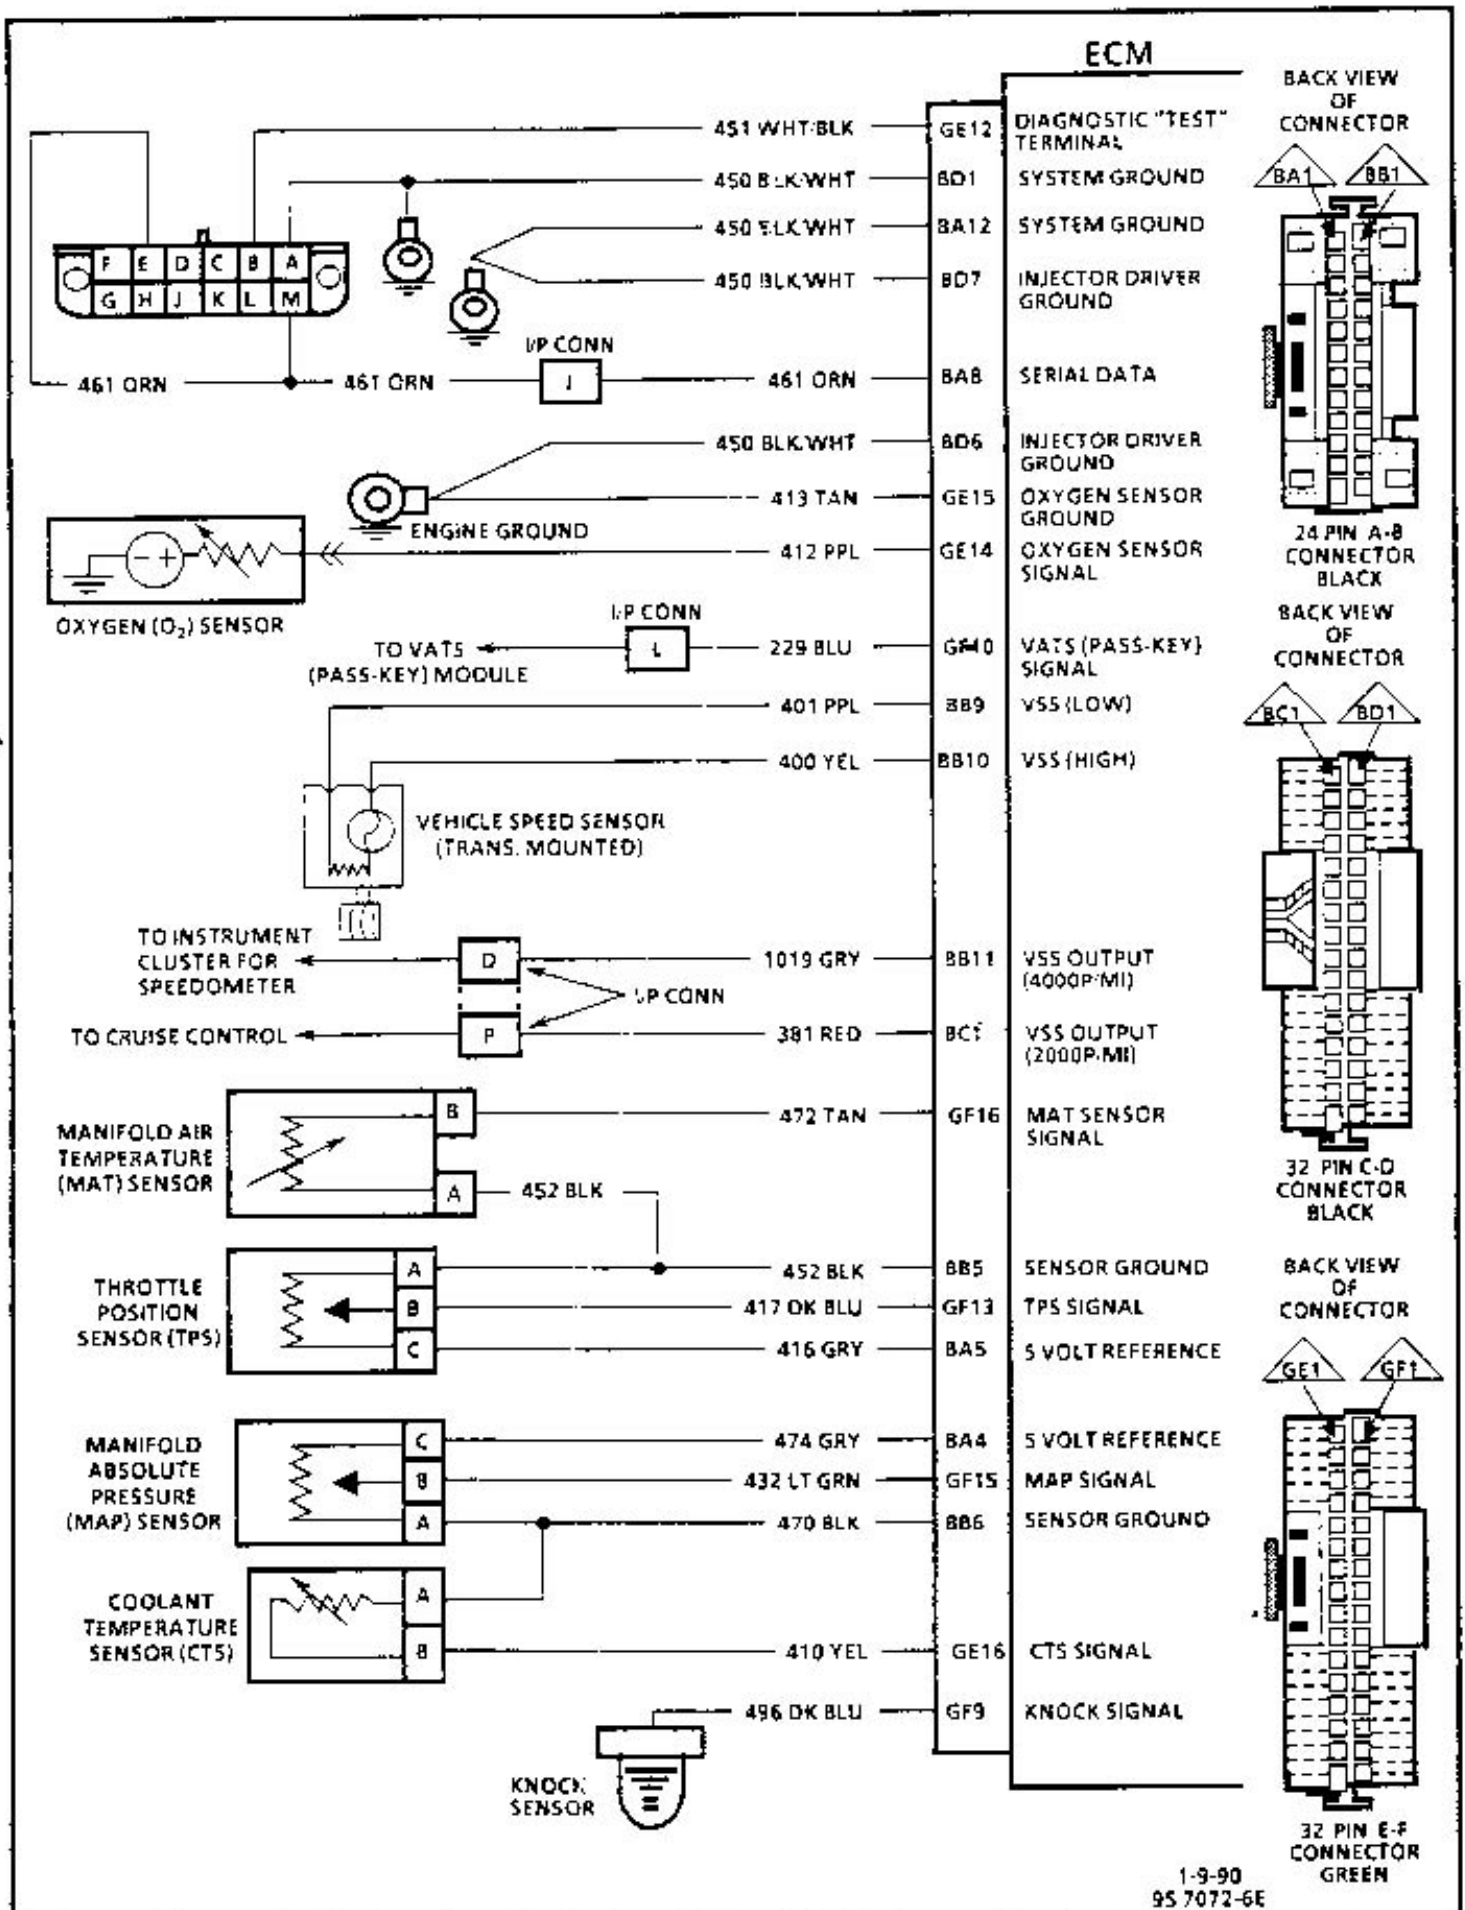 ECM
BACK VIEW
OF
CONNECTOR
BA1 BB1
24 PIN A-B
CONNECTOR
BLACK
BACK VIEW
OF
CONNECTOR
BC1 BD1
32 PIN C-D
CONNECTOR
BLACK
BACK VIEW
OF
CONNECTOR
GE1 GF1
32 PIN E-F
CONNECTOR
GREEN
451 WHT/BLK GE12 DIAGNOSTIC "TEST"
TERMINAL
450 BLK/WHT BD1 SYSTEM GROUND
450 BLK/WHT BA12 SYSTEM GROUND
450 BLK/WHT BD7 INJECTOR DRIVER
GROUND
F E D C B A
G H J K L M
I/P CONN
461 ORN 461 ORN J 461 ORN BA8 SERIAL DATA
450 BLK/WHT BD6 INJECTOR DRIVER
GROUND
413 TAN GE15 OXYGEN SENSOR
GROUND
ENGINE GROUND
412 PPL GE14 OXYGEN SENSOR
SIGNAL
- +
OXYGEN (O₂) SENSOR
I/P CONN
TO VATS L 229 BLU VATS (PASS-KEY)
(PASS-KEY) MODULE SIGNAL
401 PPL BB9 VSS (LOW)
400 YEL BB10 VSS (HIGH)
VEHICLE SPEED SENSOR
(TRANS. MOUNTED)
TO INSTRUMENT
CLUSTER FOR D 1019 GRY BB11 VSS OUTPUT
SPEEDOMETER (4000P/MI)
I/P CONN
TO CRUISE CONTROL P 381 RED BC1 VSS OUTPUT
(2000P/MI)
MANIFOLD AIR
TEMPERATURE
(MAT) SENSOR
B 472 TAN GF16 MAT SENSOR
SIGNAL
A 452 BLK
THROTTLE
POSITION
SENSOR (TPS)
A 452 BLK BB5 SENSOR GROUND
B 417 DK BLU GF13 TPS SIGNAL
C 416 GRY BA5 5 VOLT REFERENCE
MANIFOLD
ABSOLUTE
PRESSURE
(MAP) SENSOR
C 474 GRY BA4 5 VOLT REFERENCE
B 432 LT GRN GF15 MAP SIGNAL
A 470 BLK BB6 SENSOR GROUND
COOLANT
TEMPERATURE
SENSOR (CTS)
A
B 410 YEL GE16 CTS SIGNAL
496 DK BLU GF9 KNOCK SIGNAL
KNOCK
SENSOR
1-9-90
9S 7072-6E